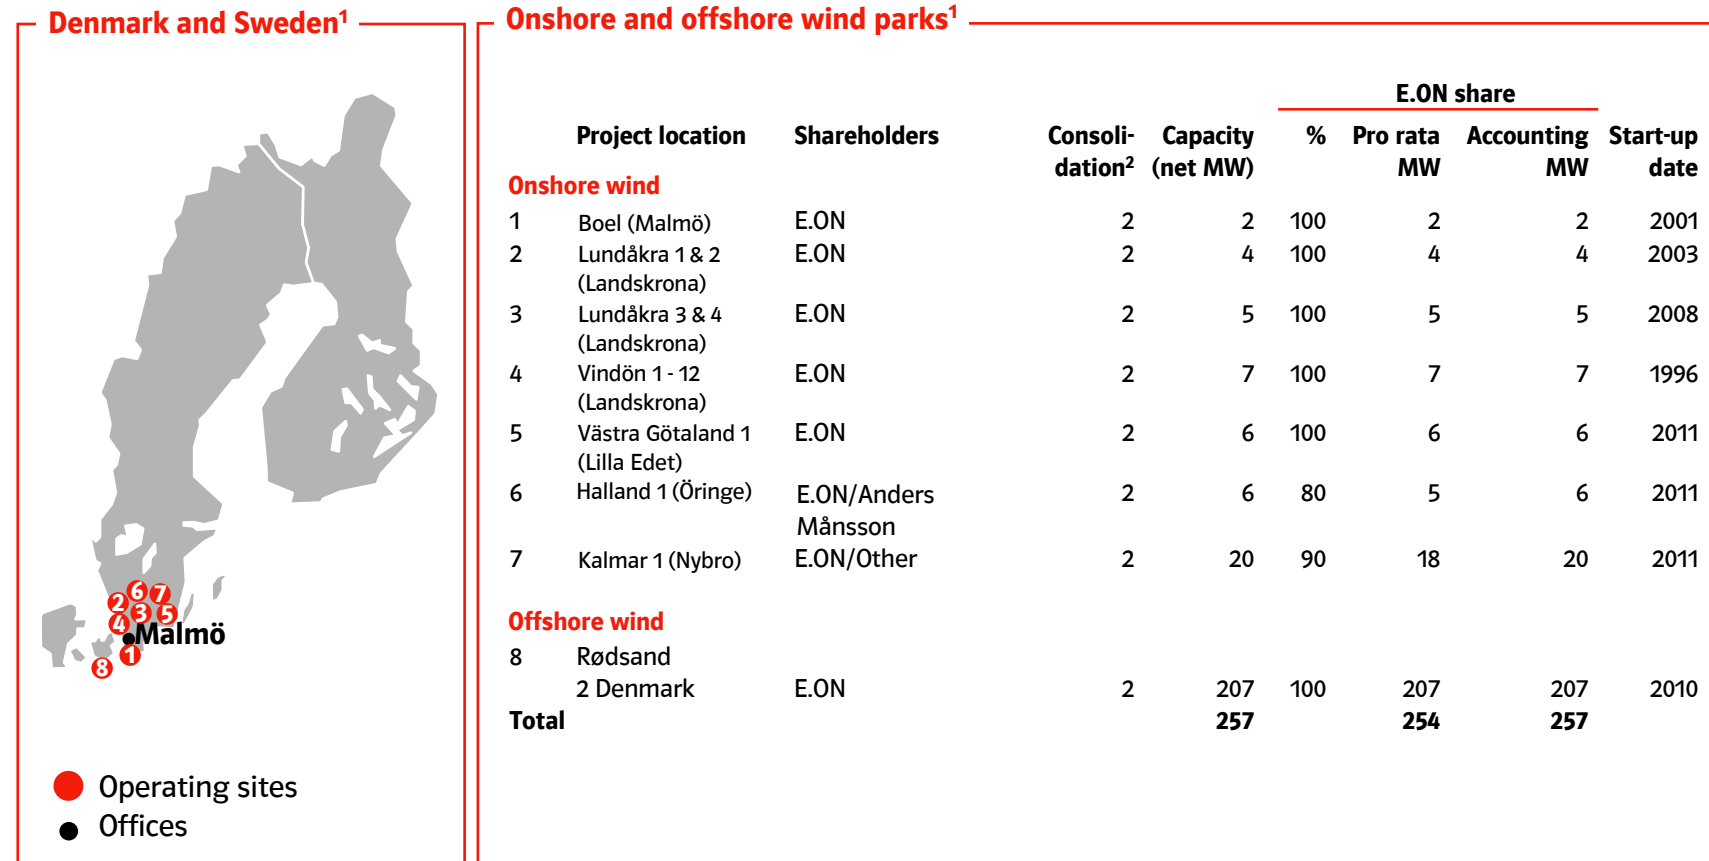 Denmark and Sweden¹
6 7
2 3 5
4
Malmö
1
8
Operating sites
Offices
Onshore and offshore wind parks¹
E.ON share
Project location Shareholders Consoli- Capacity % Pro rata Accounting Start-up
dation² (net MW) MW MW date
Onshore wind
1 Boel (Malmö) E.ON 2 2 100 2 2 2001
2 Lundåkra 1 & 2 E.ON 2 4 100 4 4 2003
(Landskrona)
3 Lundåkra 3 & 4 E.ON 2 5 100 5 5 2008
(Landskrona)
4 Vindön 1 - 12 E.ON 2 7 100 7 7 1996
(Landskrona)
5 Västra Götaland 1 E.ON 2 6 100 6 6 2011
(Lilla Edet)
6 Halland 1 (Öringe) E.ON/Anders 2 6 80 5 6 2011
Månsson
7 Kalmar 1 (Nybro) E.ON/Other 2 20 90 18 20 2011
Offshore wind
8 Rødsand
2 Denmark E.ON 2 207 100 207 207 2010
Total 257 254 257